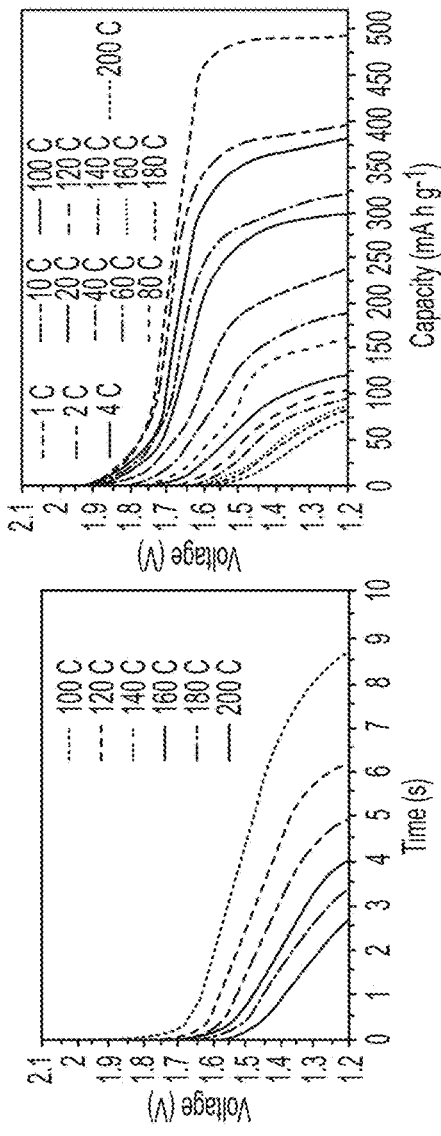 Voltage (V)
2.1
2
1.9
1.8
1.7
1.6
1.5
1.4
1.3
1.2
100 C
120 C
140 C
160 C
180 C
200 C
0 1 2 3 4 5 6 7 8 9 10
Time (s)
Voltage (V)
2.1
2
1.9
1.8
1.7
1.6
1.5
1.4
1.3
1.2
1 C
2 C
4 C
10 C
20 C
40 C
60 C
80 C
100 C
120 C
140 C
160 C
180 C
200 C
0 50 100 150 200 250 300 350 400 450 500
Capacity (mA h g⁻¹)